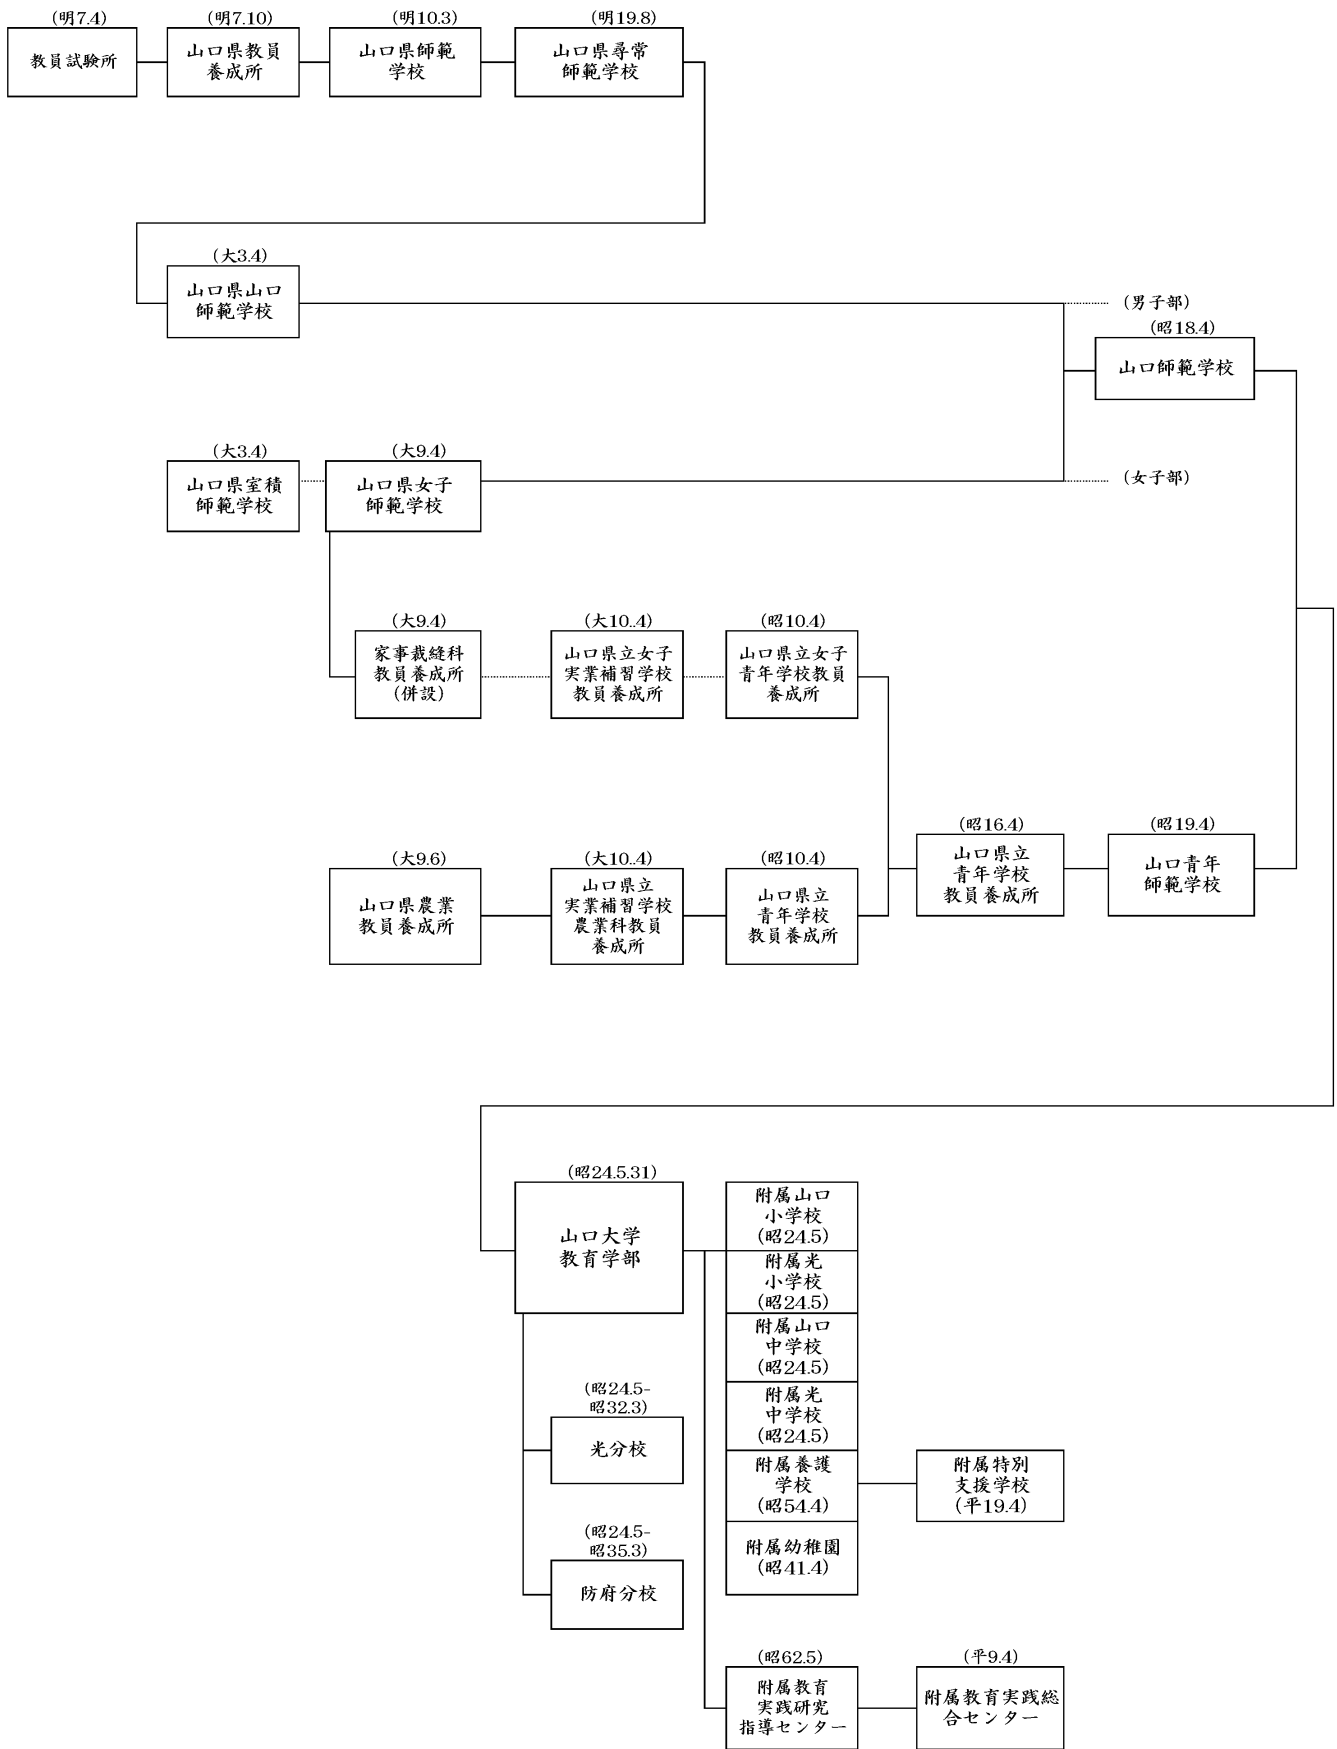 (明7.4)
教員試験所
(明7.10)
山口県教員
養成所
(明10.3)
山口県師範
学校
(明19.8)
山口県尋常
師範学校
(大3.4)
山口県山口
師範学校
(男子部)
(昭18.4)
山口師範学校
(大3.4)
山口県室積
師範学校
(大9.4)
山口県女子
師範学校
(女子部)
(大9.4)
家事裁縫科
教員養成所
(併設)
(大10.4)
山口県立女子
実業補習学校
教員養成所
(昭10.4)
山口県立女子
青年学校教員
養成所
(大9.6)
山口県農業
教員養成所
(大10.4)
山口県立
実業補習学校
農業科教員
養成所
(昭10.4)
山口県立
青年学校
教員養成所
(昭16.4)
山口県立
青年学校
教員養成所
(昭19.4)
山口青年
師範学校
(昭24.5.31)
山口大学
教育学部
附属山口
小学校
(昭24.5)
附属光
小学校
(昭24.5)
附属山口
中学校
(昭24.5)
附属光
中学校
(昭24.5)
附属養護
学校
(昭54.4)
附属特別
支援学校
(平19.4)
附属幼稚園
(昭41.4)
(昭24.5-
昭32.3)
光分校
(昭24.5-
昭35.3)
防府分校
(昭62.5)
附属教育
実践研究
指導センター
(平9.4)
附属教育実践総
合センター